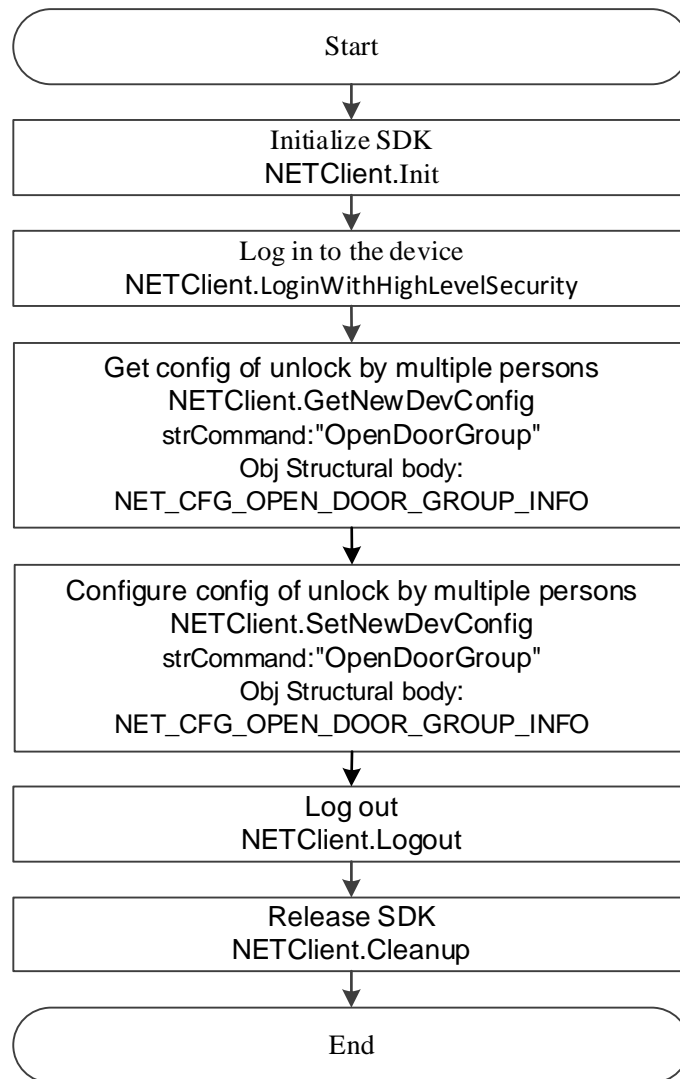 Start
Initialize SDK
NETClient.Init
Log in to the device
NETClient.LoginWithHighLevelSecurity
Get config of unlock by multiple persons
NETClient.GetNewDevConfig
strCommand:"OpenDoorGroup"
Obj Structural body:
NET_CFG_OPEN_DOOR_GROUP_INFO
Configure config of unlock by multiple persons
NETClient.SetNewDevConfig
strCommand:"OpenDoorGroup"
Obj Structural body:
NET_CFG_OPEN_DOOR_GROUP_INFO
Log out
NETClient.Logout
Release SDK
NETClient.Cleanup
End